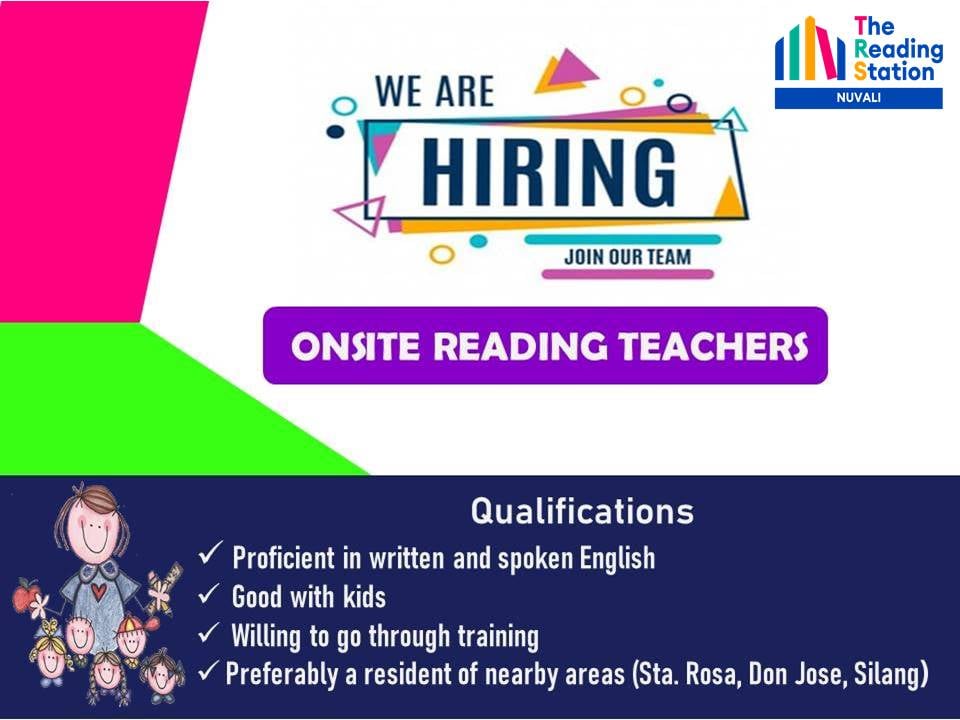 The
Reading
Station
NUVALI
WE ARE
HIRING
JOIN OUR TEAM
ONSITE READING TEACHERS
Qualifications
✓ Proficient in written and spoken English
✓ Good with kids
✓ Willing to go through training
✓ Preferably a resident of nearby areas (Sta. Rosa, Don Jose, Silang)